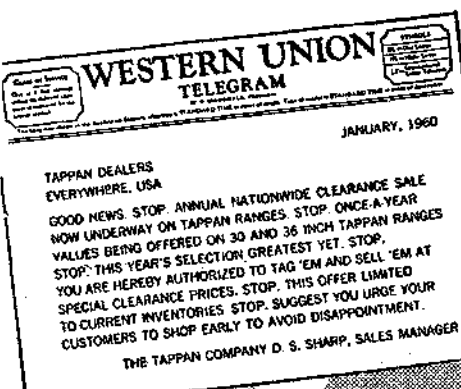 WESTERN UNION
TELEGRAM
JANUARY, 1960
TAPPAN DEALERS
EVERYWHERE, USA
GOOD NEWS. STOP. ANNUAL NATIONWIDE CLEARANCE SALE
NOW UNDERWAY ON TAPPAN RANGES. STOP. ONCE-A-YEAR
VALUES BEING OFFERED ON 30 AND 36 INCH TAPPAN RANGES
STOP. THIS YEAR'S SELECTION GREATEST YET. STOP,
YOU ARE HEREBY AUTHORIZED TO TAG 'EM AND SELL 'EM AT
SPECIAL CLEARANCE PRICES. STOP. THIS OFFER LIMITED
TO CURRENT INVENTORIES STOP. SUGGEST YOU URGE YOUR
CUSTOMERS TO SHOP EARLY TO AVOID DISAPPOINTMENT.
THE TAPPAN COMPANY D. S. SHARP, SALES MANAGER